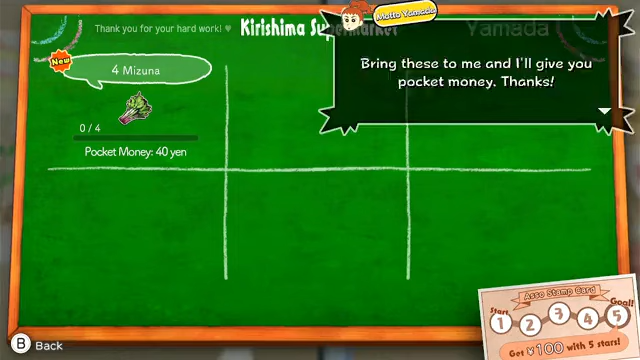 Thank you for your hard work! ♥
Kirishima Supermarket
Yamada
Matto Yamada
Bring these to me and I'll give you
pocket money. Thanks!
New
4 Mizuna
0 / 4
Pocket Money: 40 yen
Asso Stamp Card
Start
Goal!
1 2 3 4 5
Get ¥100 with 5 stars!
B Back